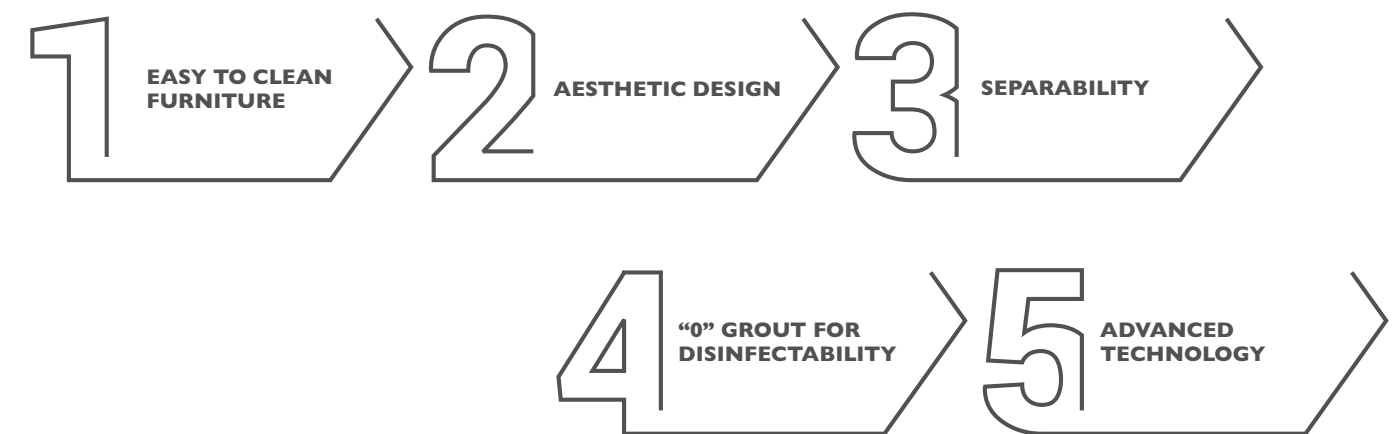 1
EASY TO CLEAN
FURNITURE
2
AESTHETIC DESIGN
3
SEPARABILITY
4
“0” GROUT FOR
DISINFECTABILITY
5
ADVANCED
TECHNOLOGY